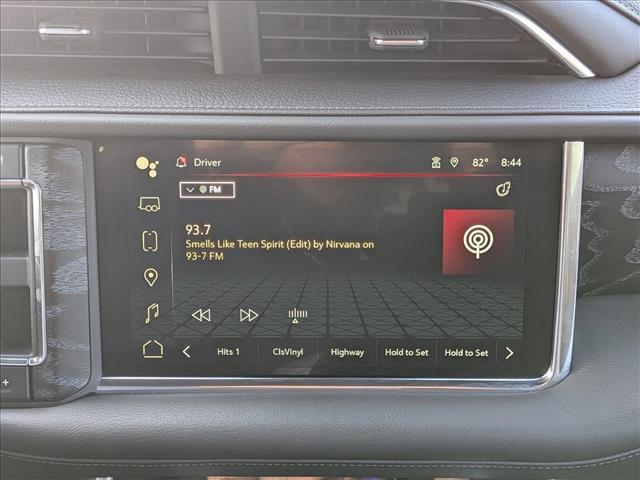 Driver 82° 8:44
FM
93.7
Smells Like Teen Spirit (Edit) by Nirvana on
93-7 FM
Hits 1 ClsVinyl Highway Hold to Set Hold to Set
+